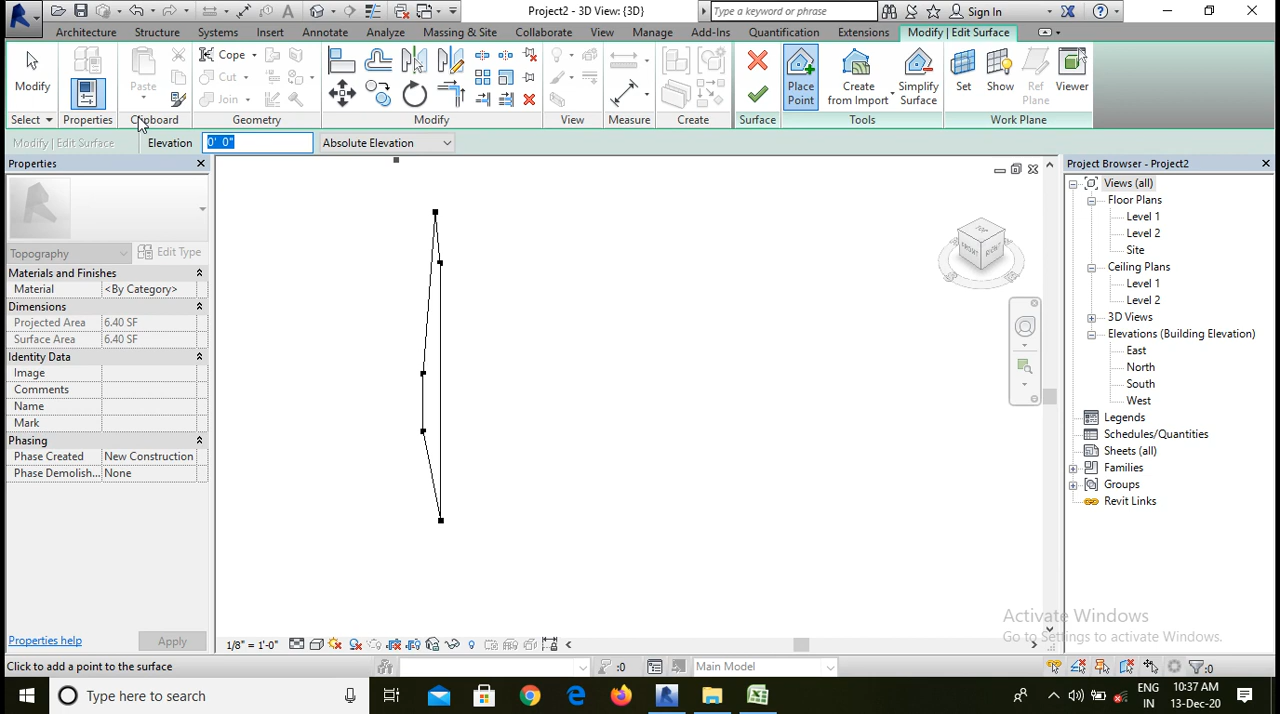 Project2 - 3D View: {3D}
Type a keyword or phrase
Sign In
Architecture Structure Systems Insert Annotate Analyze Massing & Site Collaborate View Manage Add-Ins Quantification Extensions Modify | Edit Surface
Modify
Paste
Cope
Cut
Join
Place Point
Create from Import
Simplify Surface
Set
Show
Ref Plane
Viewer
Select Properties Clipboard Geometry Modify View Measure Create Surface Tools Work Plane
Modify | Edit Surface Elevation 0' 0" Absolute Elevation
Properties
Topography Edit Type
Materials and Finishes
Material <By Category>
Dimensions
Projected Area 6.40 SF
Surface Area 6.40 SF
Identity Data
Image
Comments
Name
Mark
Phasing
Phase Created New Construction
Phase Demolish... None
Properties help Apply
TOP
FRONT
RIGHT
Project Browser - Project2
Views (all)
Floor Plans
Level 1
Level 2
Site
Ceiling Plans
Level 1
Level 2
3D Views
Elevations (Building Elevation)
East
North
South
West
Legends
Schedules/Quantities
Sheets (all)
Families
Groups
Revit Links
Activate Windows
Go to Settings to activate Windows.
1/8" = 1'-0"
Click to add a point to the surface
:0
Main Model
:0
Type here to search
ENG
IN
10:37 AM
13-Dec-20